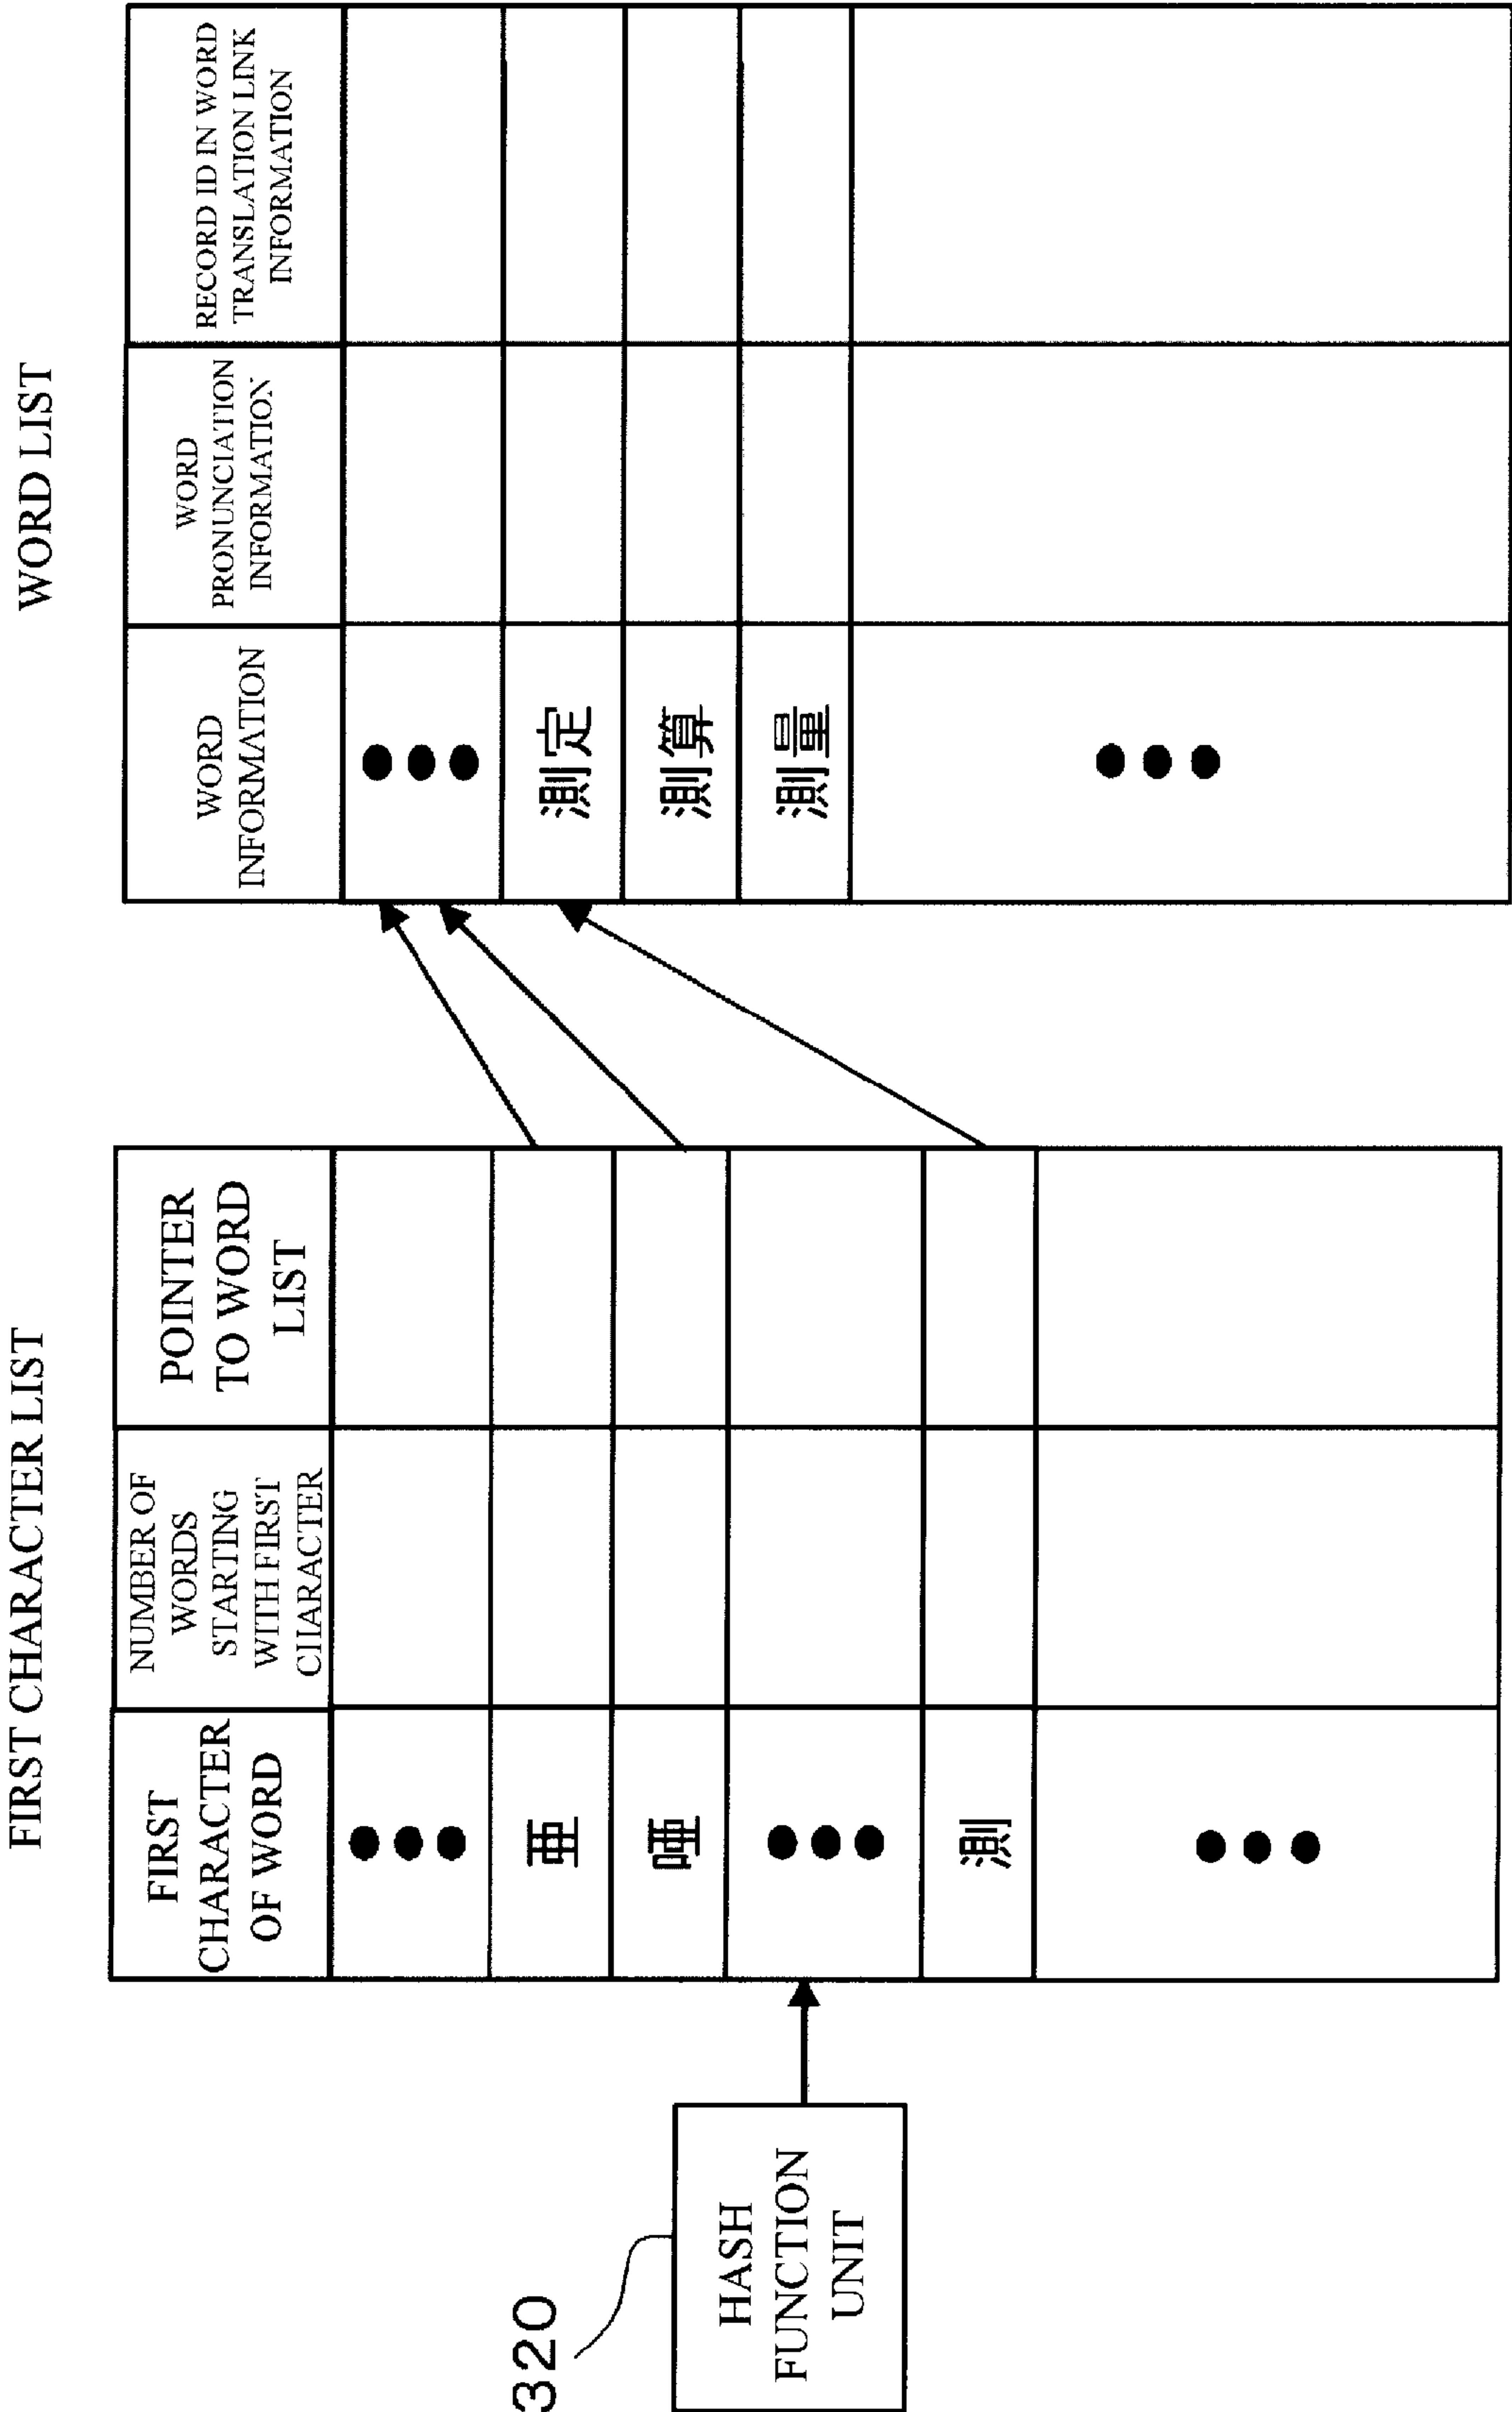 FIRST CHARACTER LIST
FIRST
CHARACTER
OF WORD
NUMBER OF
WORDS
STARTING
WITH FIRST
CHARACTER
POINTER
TO WORD
LIST
亜
唖
測
320
HASH
FUNCTION
UNIT
WORD LIST
WORD
INFORMATION
WORD
PRONUNCIATION
INFORMATION
RECORD ID IN WORD
TRANSLATION LINK
INFORMATION
測定
測算
測量